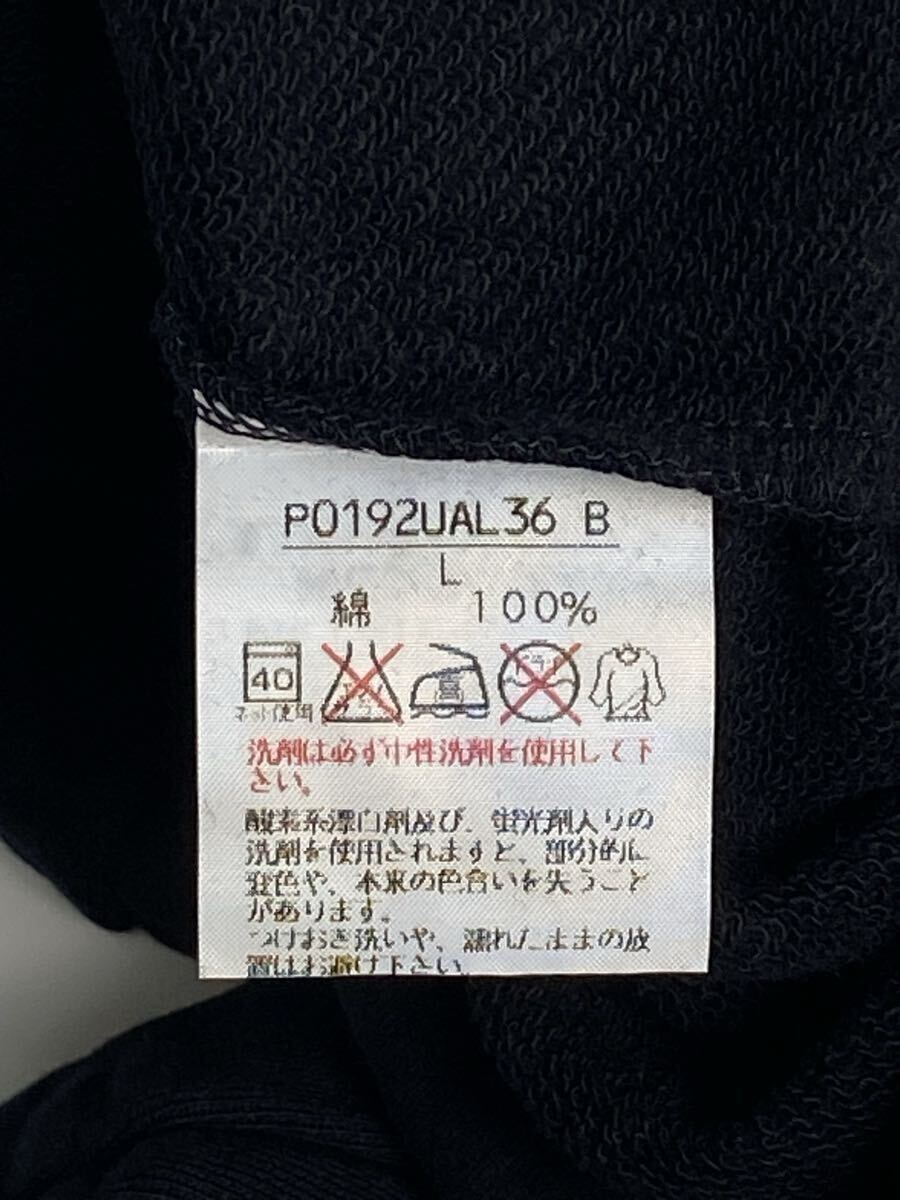 P0192UAL36 B
L
綿 100%
40
ネット使用
洗剤は必ず中性洗剤を使用して下
さい。
酸素系漂白剤及び、蛍光剤入りの
洗剤を使用されますと、部分的に
変色や、本来の色合いを失うこと
があります。
つけおき洗いや、濡れたままの放
置はお避け下さい。